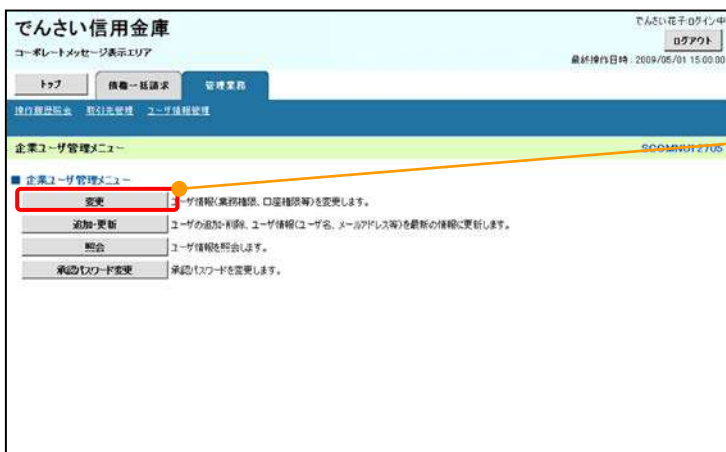 でんさい信用金庫
コーポレートメッセージ表示エリア
でんさい花子ログイン中
ログアウト
最終操作日時:2009/05/01 15:00:00
トップ
債権一括請求
管理業務
操作履歴照会 取引先管理 ユーザ情報管理
企業ユーザ管理メニュー
SCOMNU12705
■ 企業ユーザ管理メニュー
変更 ユーザ情報(業務権限、口座権限等)を変更します。
追加・更新 ユーザの追加・削除、ユーザ情報(ユーザ名、メールアドレス等)を最新の情報に更新します。
照会 ユーザ情報を照会します。
承認パスワード変更 承認パスワードを変更します。